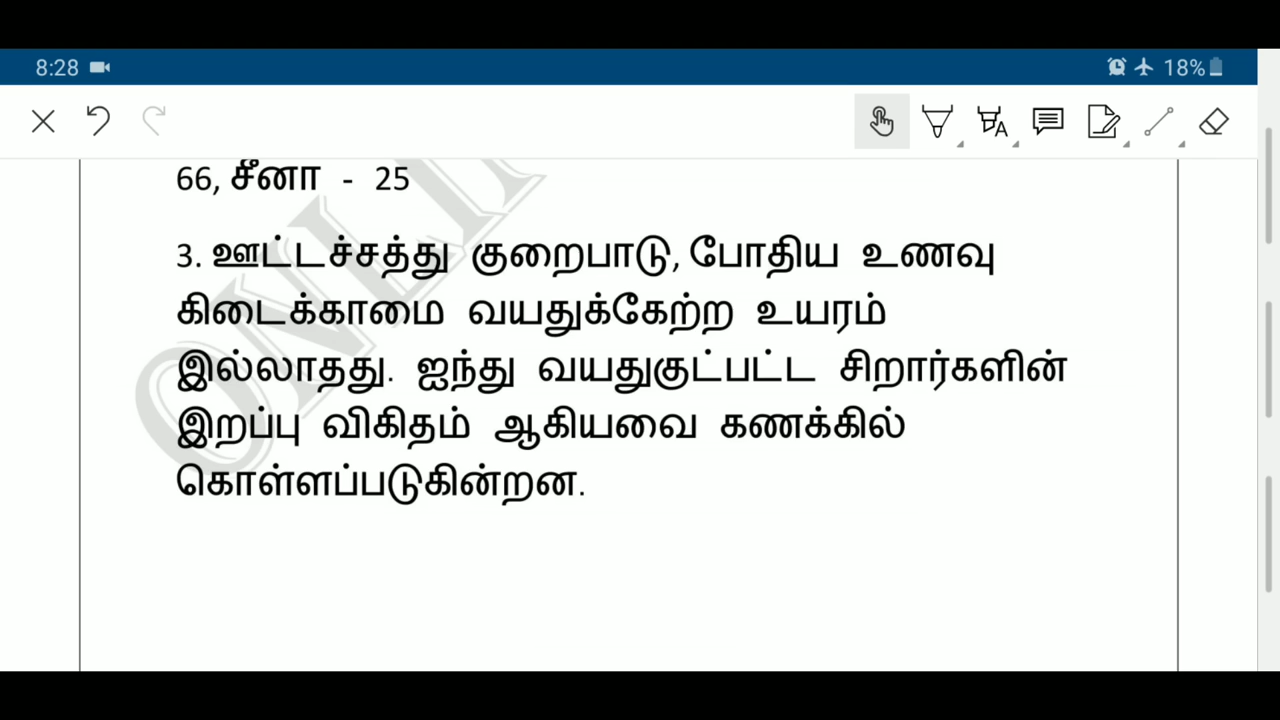 8:28
18%
66, சீனா - 25
3. ஊட்டச்சத்து குறைபாடு, போதிய உணவு
கிடைக்காமை வயதுக்கேற்ற உயரம்
இல்லாதது. ஐந்து வயதுகுட்பட்ட சிறார்களின்
இறப்பு விகிதம் ஆகியவை கணக்கில்
கொள்ளப்படுகின்றன.